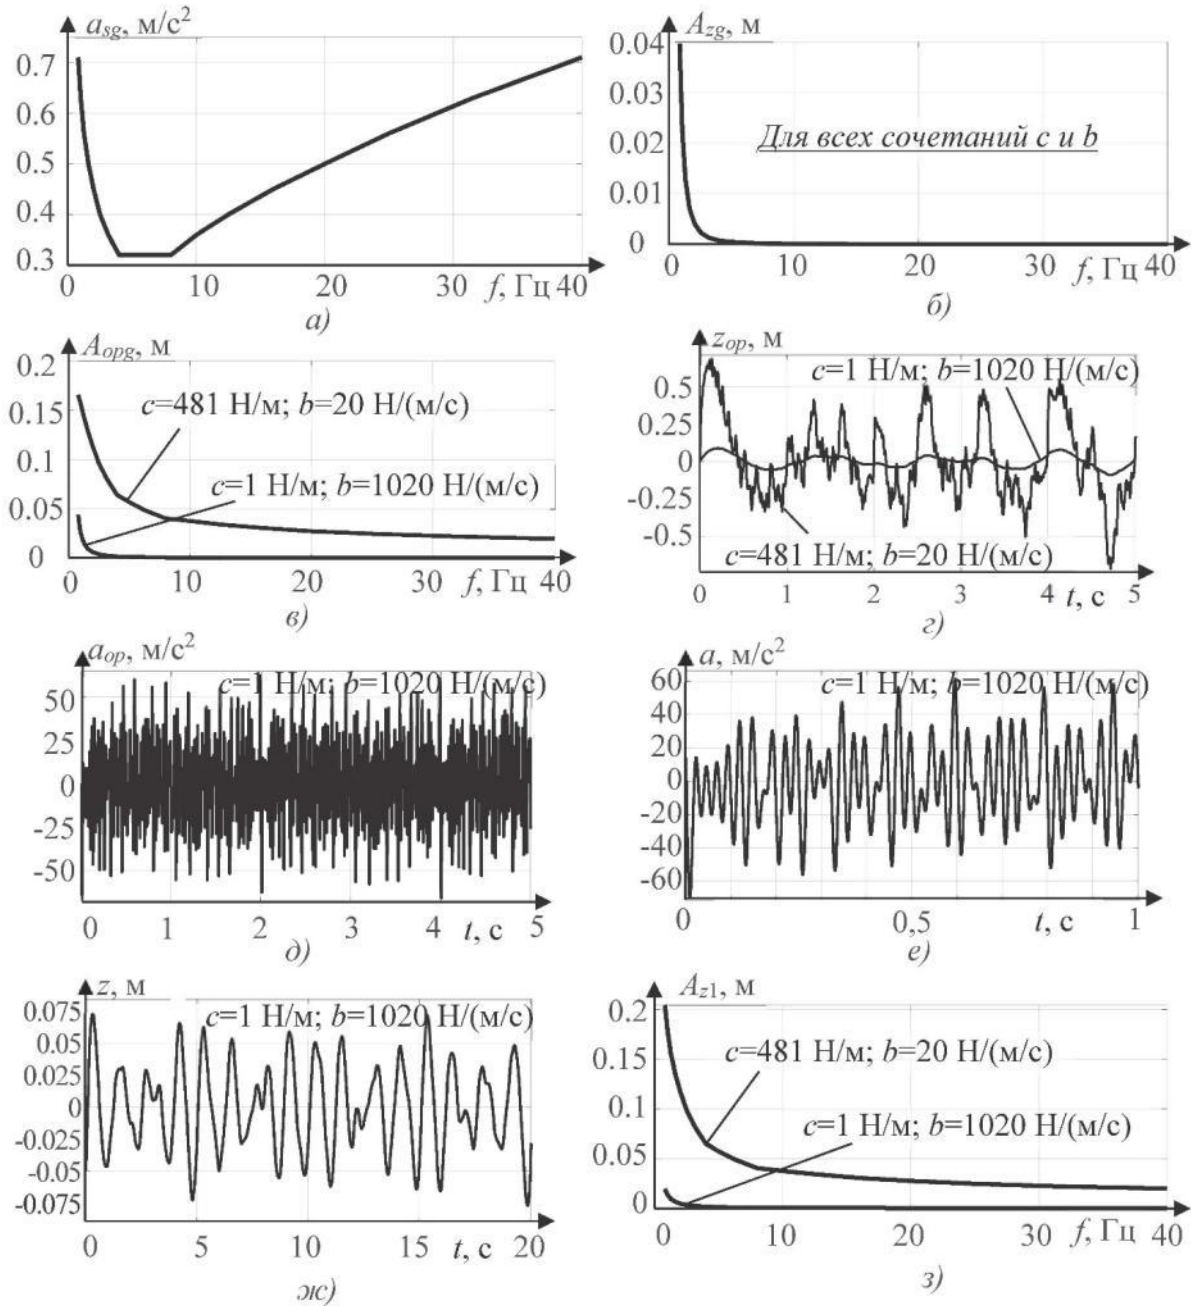 a_sg, м/с²
0.7
0.6
0.5
0.4
0.3
0 10 20 30 f, Гц 40
а)
A_zg, м
0.04
0.03
0.02
0.01
0
Для всех сочетаний c и b
0 10 20 30 f, Гц 40
б)
A_opg, м
0.2
0.15
0.1
0.05
0
c=481 Н/м; b=20 Н/(м/с)
c=1 Н/м; b=1020 Н/(м/с)
0 10 20 30 f, Гц 40
в)
z_op, м
0.5
0.25
0
-0.25
-0.5
c=1 Н/м; b=1020 Н/(м/с)
c=481 Н/м; b=20 Н/(м/с)
0 1 2 3 4 t, с 5
г)
a_op, м/с²
50
25
0
-25
-50
c=1 Н/м; b=1020 Н/(м/с)
0 1 2 3 4 t, с 5
д)
a, м/с²
60
40
20
0
-20
-40
-60
c=1 Н/м; b=1020 Н/(м/с)
0 0,5 t, с 1
е)
z, м
0.075
0.05
0.025
0
-0.025
-0.05
-0.075
c=1 Н/м; b=1020 Н/(м/с)
0 5 10 15 t, с 20
ж)
A_z1, м
0.2
0.15
0.1
0.05
0
c=481 Н/м; b=20 Н/(м/с)
c=1 Н/м; b=1020 Н/(м/с)
0 10 20 30 f, Гц 40
з)